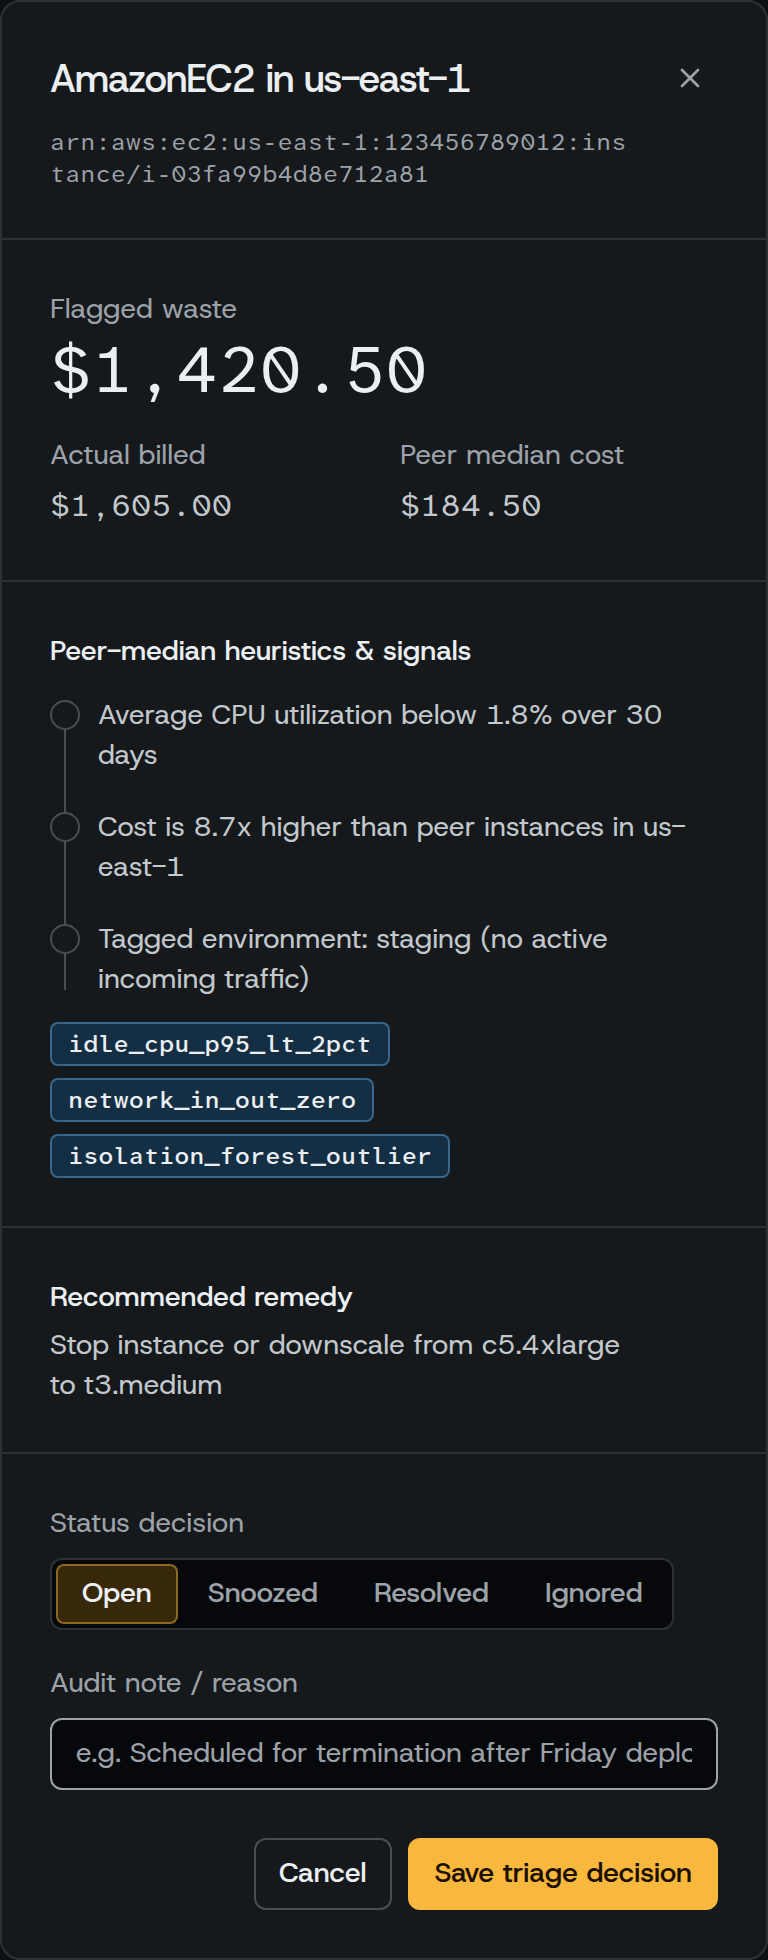 AmazonEC2 in us-east-1
arn:aws:ec2:us-east-1:123456789012:ins
tance/i-03fa99b4d8e712a81
Flagged waste
$1,420.50
Actual billed
$1,605.00
Peer median cost
$184.50
Peer-median heuristics & signals
Average CPU utilization below 1.8% over 30
days
Cost is 8.7x higher than peer instances in us-
east-1
Tagged environment: staging (no active
incoming traffic)
idle_cpu_p95_lt_2pct
network_in_out_zero
isolation_forest_outlier
Recommended remedy
Stop instance or downscale from c5.4xlarge
to t3.medium
Status decision
Open Snoozed Resolved Ignored
Audit note / reason
e.g. Scheduled for termination after Friday deplo
Cancel Save triage decision